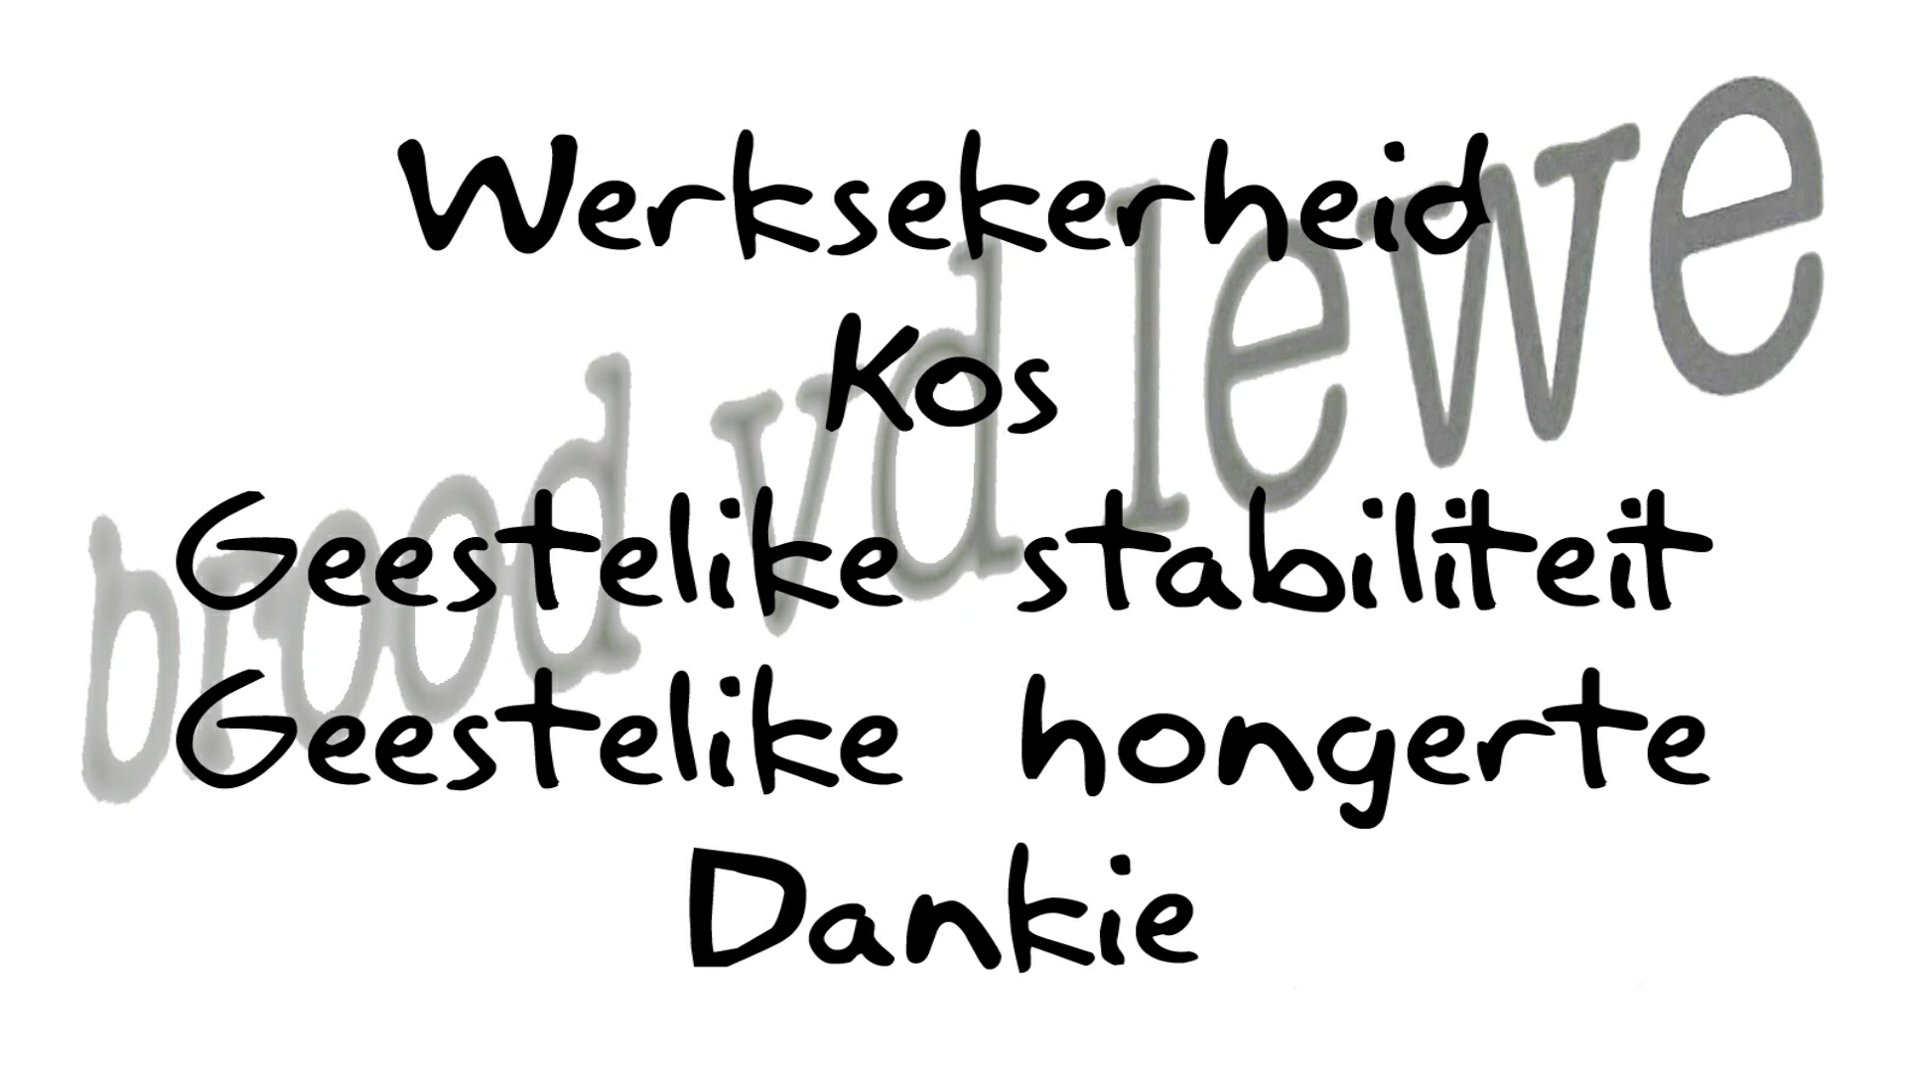 Werksekerheid
Kos
Geestelike stabiliteit
Geestelike hongerte
Dankie
brood vd lewe